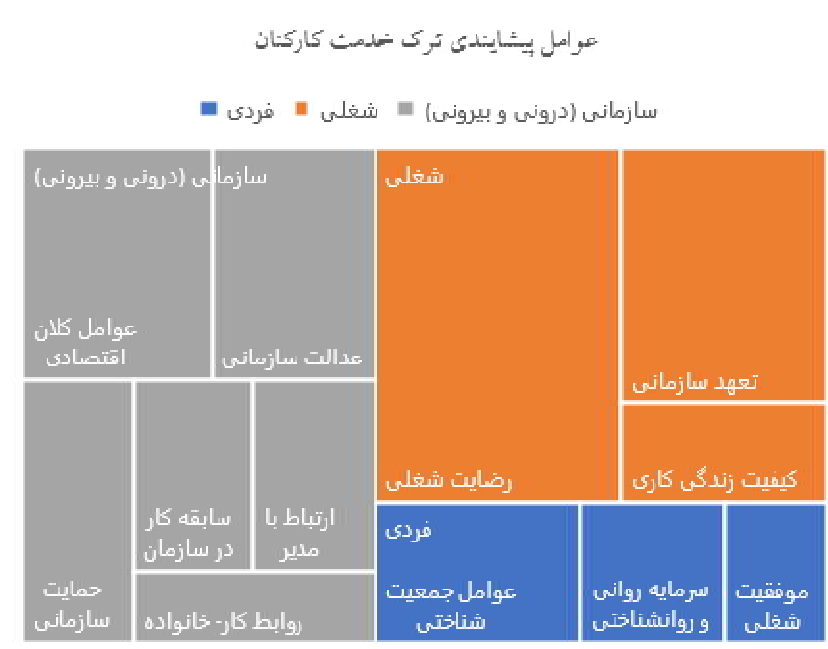 عوامل پیشایندی ترک خدمت کارکنان
سازمانی (درونی و بیرونی) شغلی فردی
سازمانی (درونی و بیرونی)
عوامل کلان
اقتصادی
عدالت سازمانی
حمایت
سازمانی
سابقه کار
در سازمان
ارتباط با
مدیر
روابط کار- خانواده
شغلی
رضایت شغلی
تعهد سازمانی
کیفیت زندگی کاری
فردی
عوامل جمعیت
شناختی
سرمایه روانی
و روانشناختی
موفقیت
شغلی